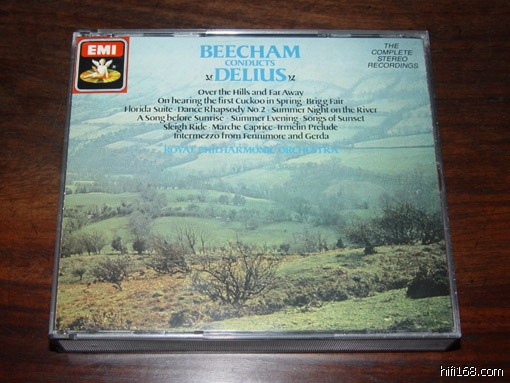 EMI
BEECHAM
CONDUCTS
DELIUS
THE
COMPLETE
STEREO
RECORDINGS
Over the Hills and Far Away
On hearing the first Cuckoo in Spring · Brigg Fair
Florida Suite · Dance Rhapsody No.2 · Summer Night on the River
A Song before Sunrise · Summer Evening · Songs of Sunset
Sleigh Ride · Marche Caprice · Irmelin Prelude
Intermezzo from Fennimore and Gerda
ROYAL PHILHARMONIC ORCHESTRA
hifi168.com